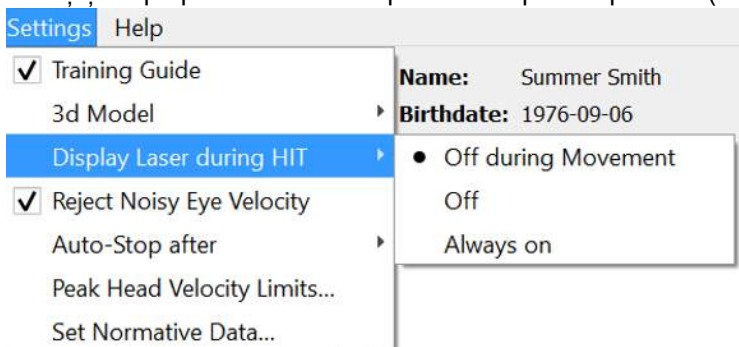 Settings Help
Training Guide
Name: Summer Smith
3d Model
Birthdate: 1976-09-06
Display Laser during HIT
Off during Movement
Reject Noisy Eye Velocity
Off
Auto-Stop after
Always on
Peak Head Velocity Limits...
Set Normative Data...